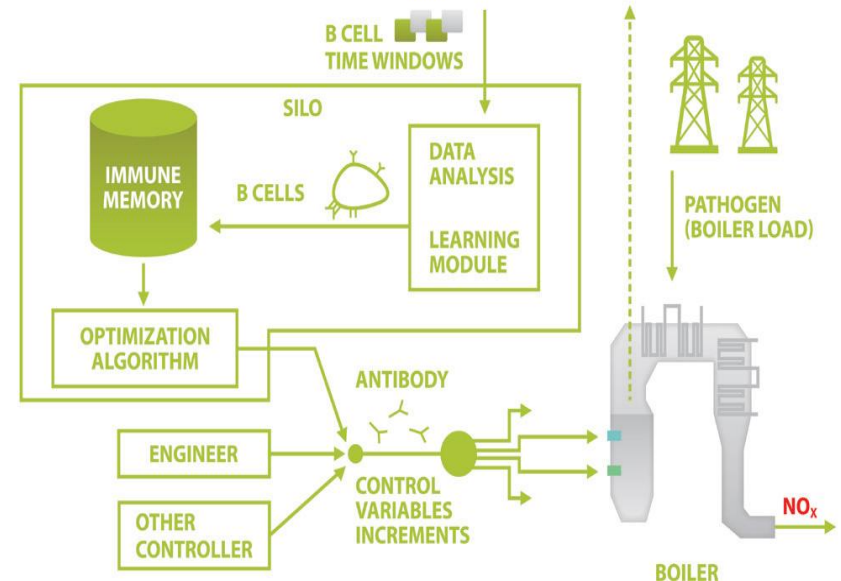 B CELL
TIME WINDOWS
SILO
IMMUNE
MEMORY
B CELLS
DATA
ANALYSIS
LEARNING
MODULE
PATHOGEN
(BOILER LOAD)
OPTIMIZATION
ALGORITHM
ANTIBODY
ENGINEER
CONTROL
VARIABLES
INCREMENTS
OTHER
CONTROLLER
NOx
BOILER